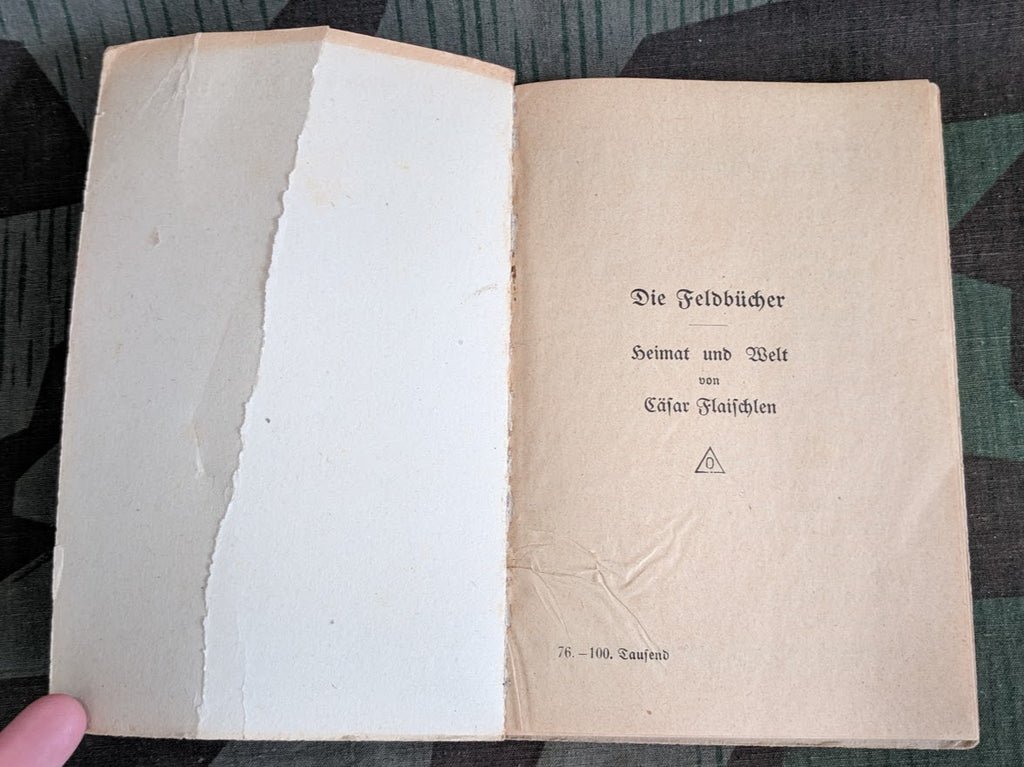 Die Feldbücher
Heimat und Welt
von
Cäsar Flaischlen
O
76.–100. Tausend